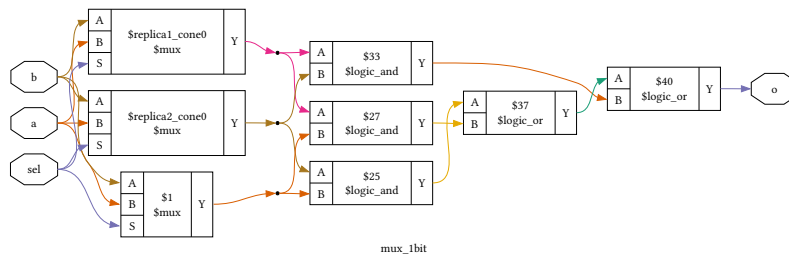 b
a
sel
A
B
S
$replica1_cone0
$mux
Y
A
B
S
$replica2_cone0
$mux
Y
A
B
S
$1
$mux
Y
A
B
$33
$logic_and
Y
A
B
$27
$logic_and
Y
A
B
$25
$logic_and
Y
A
B
$37
$logic_or
Y
A
B
$40
$logic_or
Y
o
mux_1bit